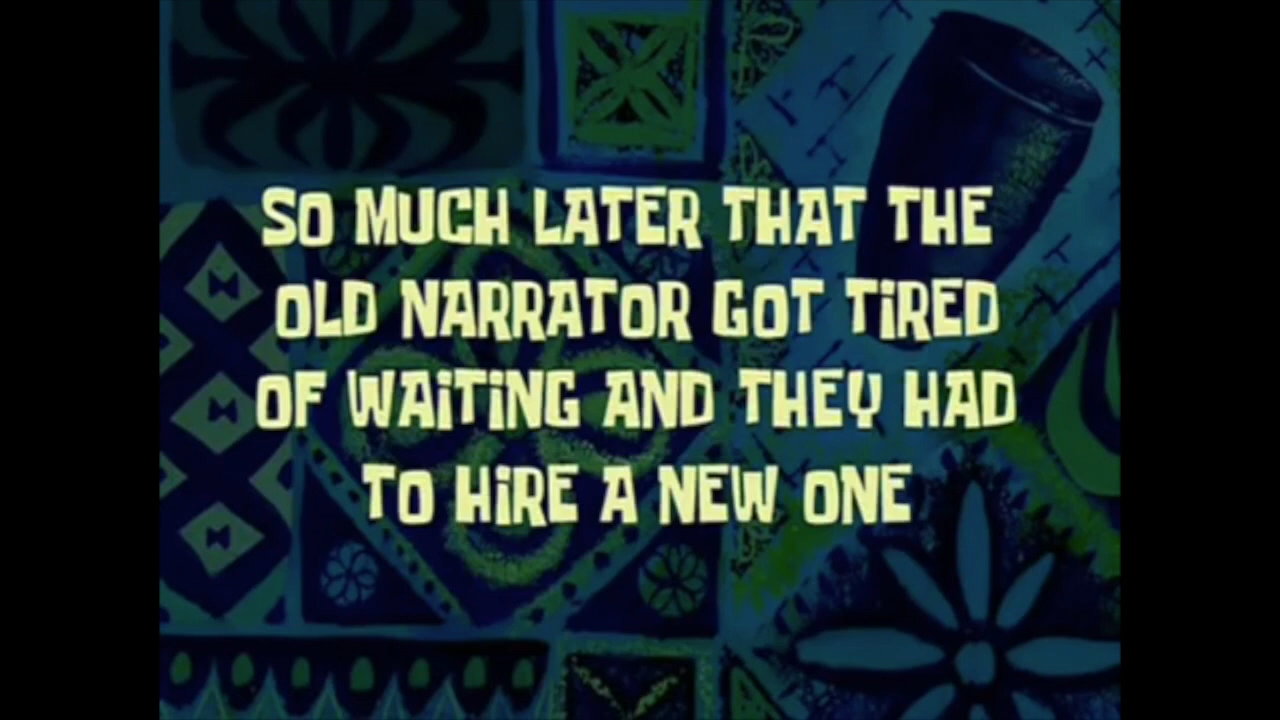 SO MUCH LATER THAT THE
OLD NARRATOR GOT TiRED
OF WAiTiNG AND THEY HAD
TO HiRE A NEW ONE